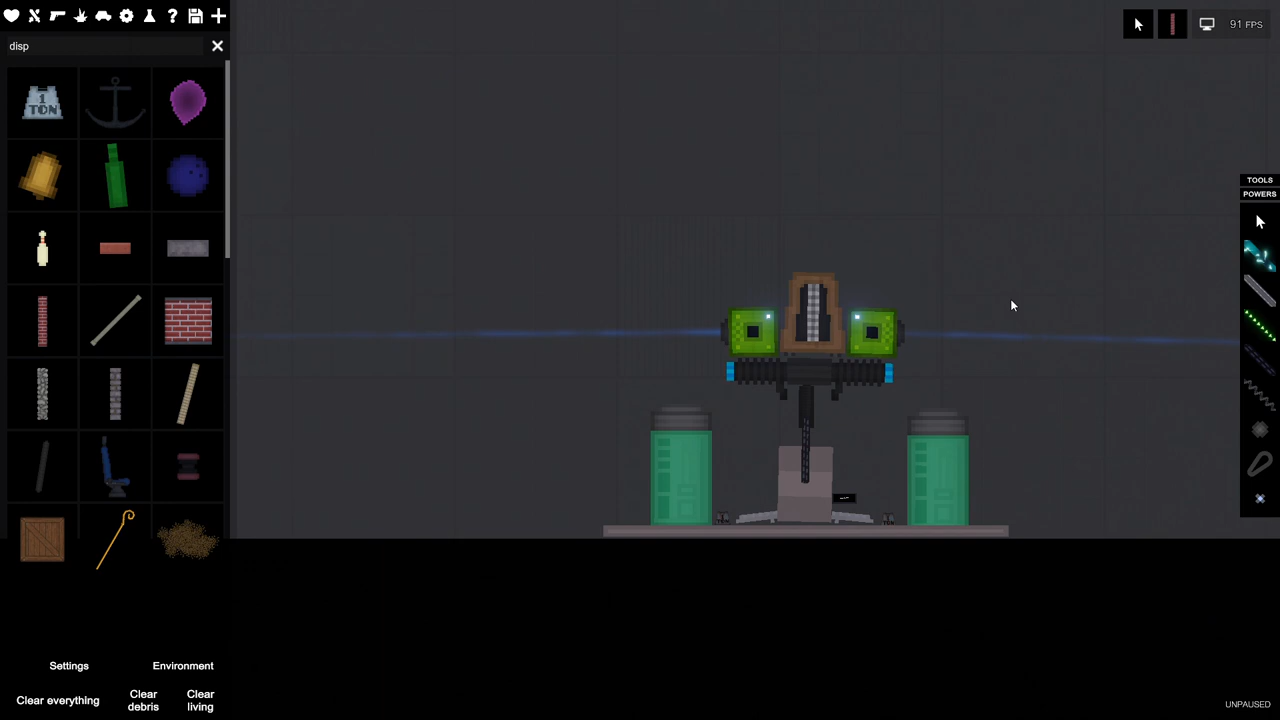 91 FPS
disp
1
TON
TOOLS
POWERS
Settings
Environment
Clear everything
Clear debris
Clear living
UNPAUSED